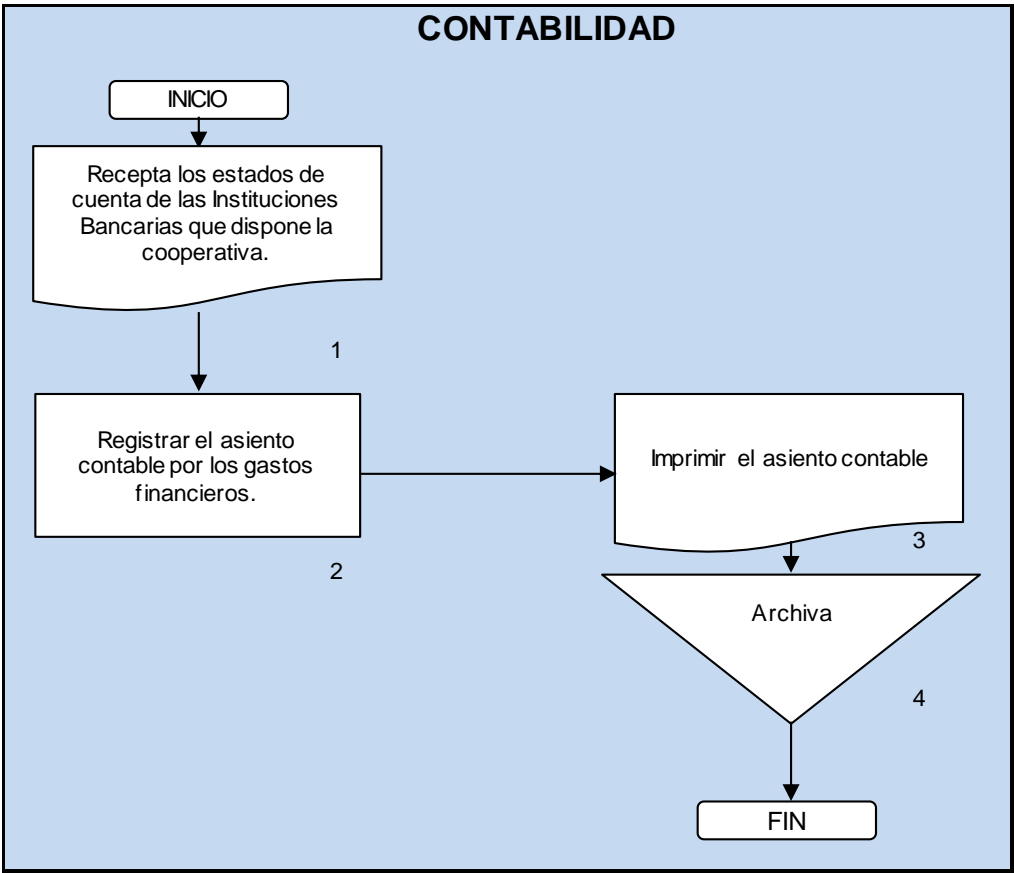 CONTABILIDAD
INICIO
Recepta los estados de
cuenta de las Instituciones
Bancarias que dispone la
cooperativa.
1
Registrar el asiento
contable por los gastos
financieros.
2
Imprimir el asiento contable
3
Archiva
4
FIN